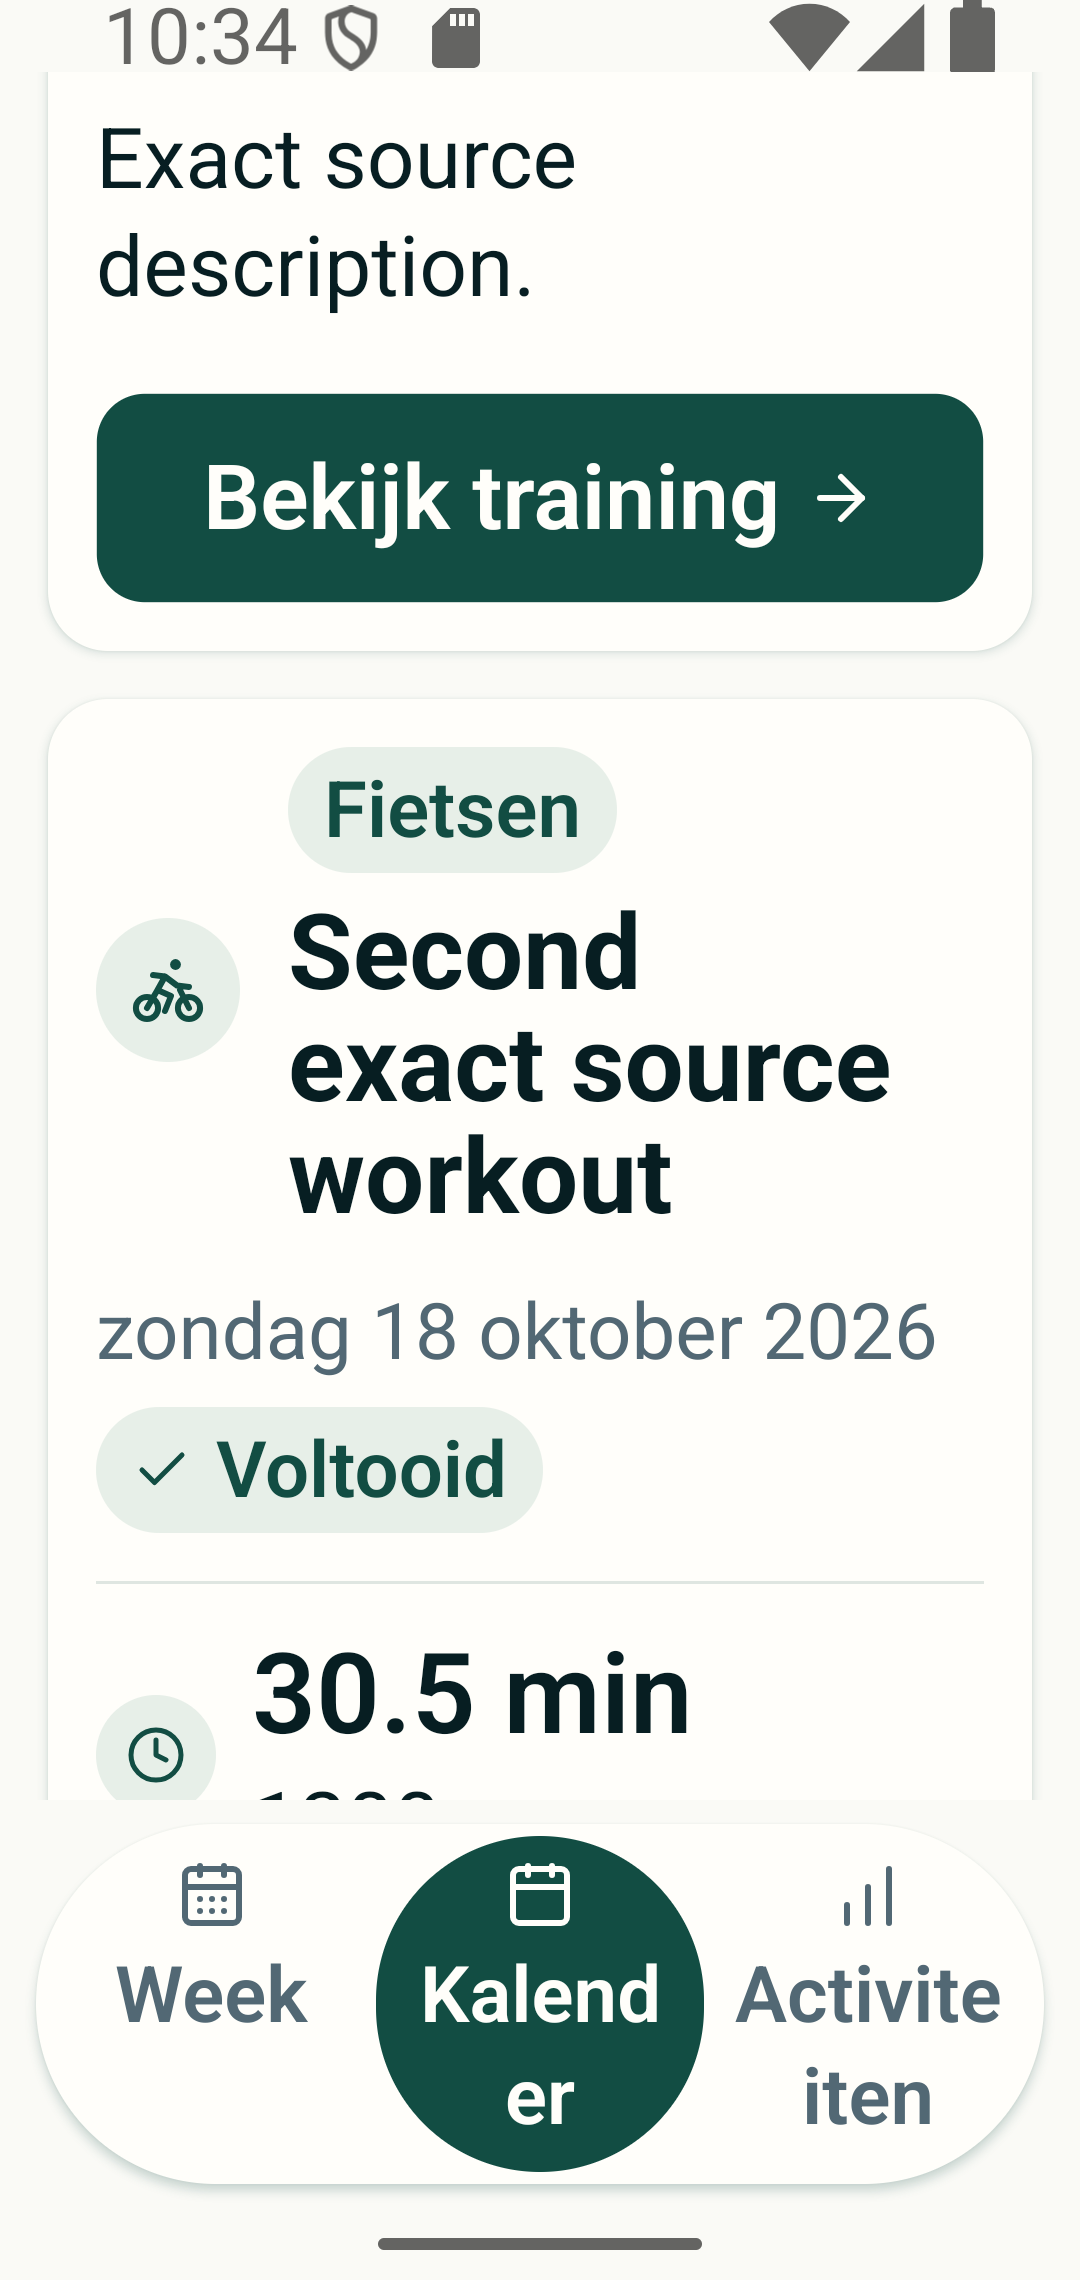 10:34
Exact source
description.
Bekijk training
Fietsen
Second
exact source
workout
zondag 18 oktober 2026
Voltooid
30.5 min
Week
Kalend
er
Activite
iten